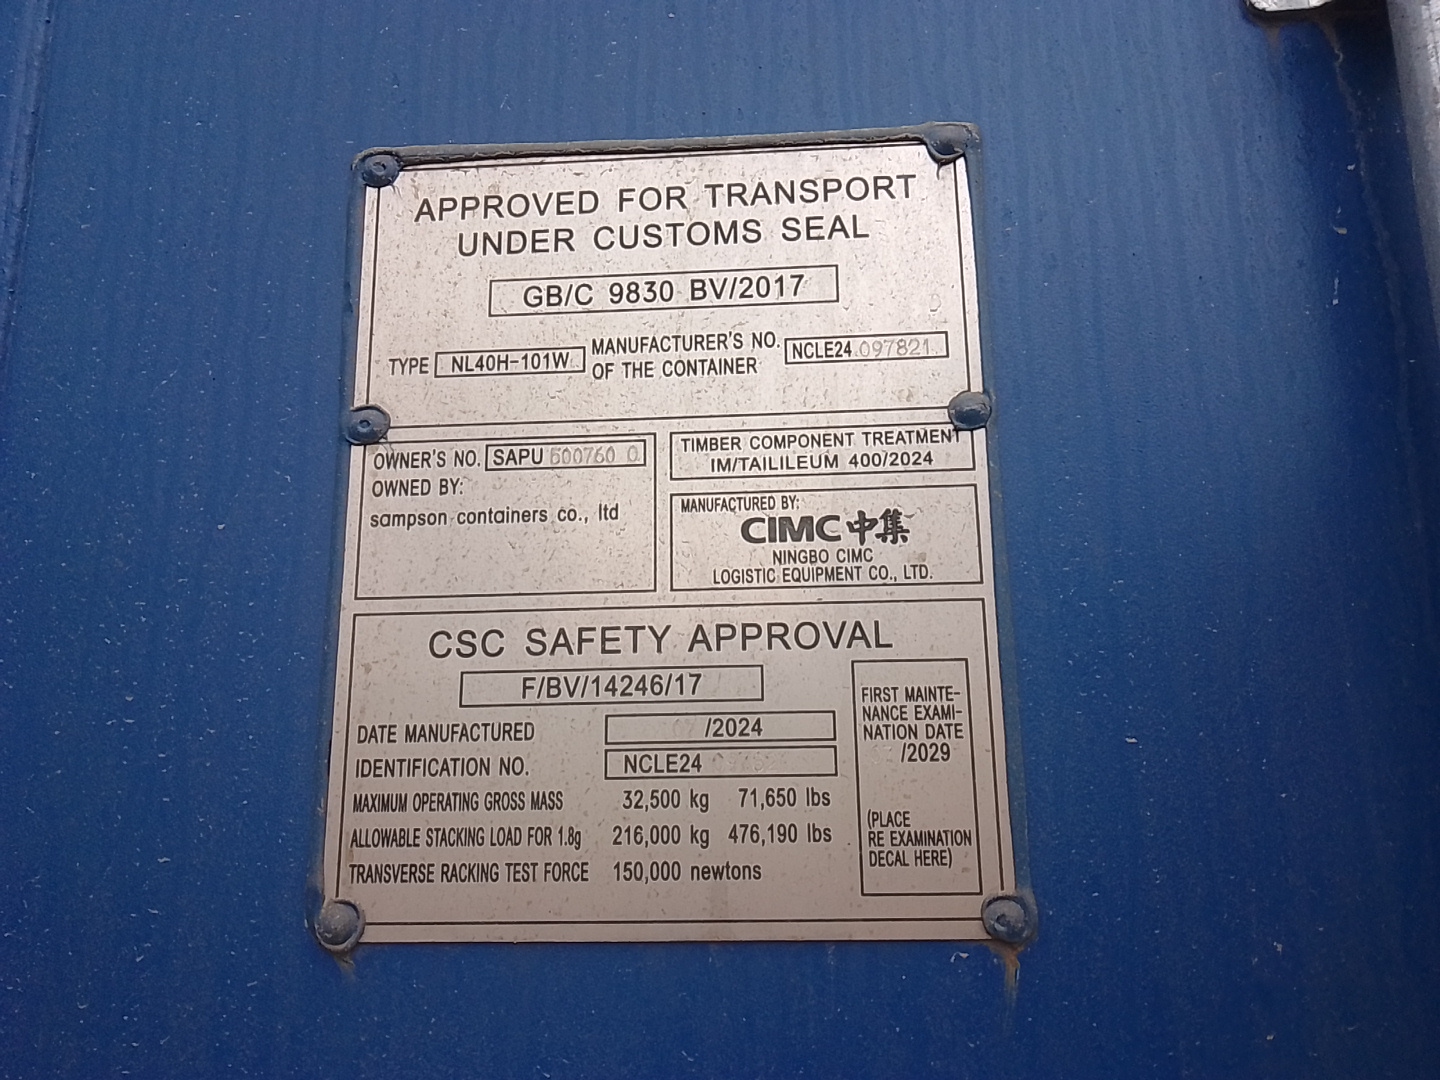 APPROVED FOR TRANSPORT
UNDER CUSTOMS SEAL
GB/C 9830 BV/2017
TYPE NL40H-101W
MANUFACTURER'S NO.
OF THE CONTAINER
NCLE24 097821
OWNER'S NO. SAPU 500760 0
OWNED BY:
sampson containers co., ltd
TIMBER COMPONENT TREATMENT
IM/TAILILEUM 400/2024
MANUFACTURED BY:
CIMC 中集
NINGBO CIMC
LOGISTIC EQUIPMENT CO., LTD.
CSC SAFETY APPROVAL
F/BV/14246/17
DATE MANUFACTURED /2024
IDENTIFICATION NO. NCLE24
MAXIMUM OPERATING GROSS MASS 32,500 kg 71,650 lbs
ALLOWABLE STACKING LOAD FOR 1.8g 216,000 kg 476,190 lbs
TRANSVERSE RACKING TEST FORCE 150,000 newtons
FIRST MAINTE-
NANCE EXAMI-
NATION DATE
/2029
(PLACE
RE EXAMINATION
DECAL HERE)